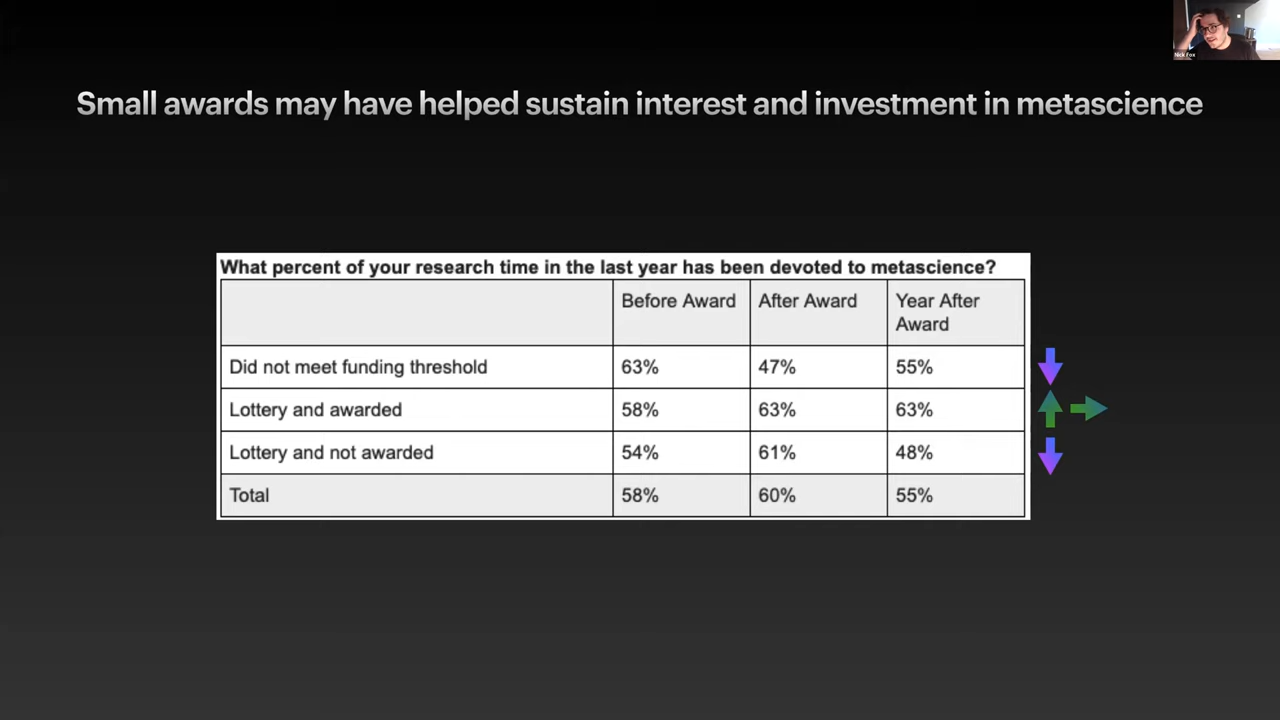 Nick Fox
Small awards may have helped sustain interest and investment in metascience
What percent of your research time in the last year has been devoted to metascience?
Before Award After Award Year After
Award
Did not meet funding threshold 63% 47% 55%
Lottery and awarded 58% 63% 63%
Lottery and not awarded 54% 61% 48%
Total 58% 60% 55%